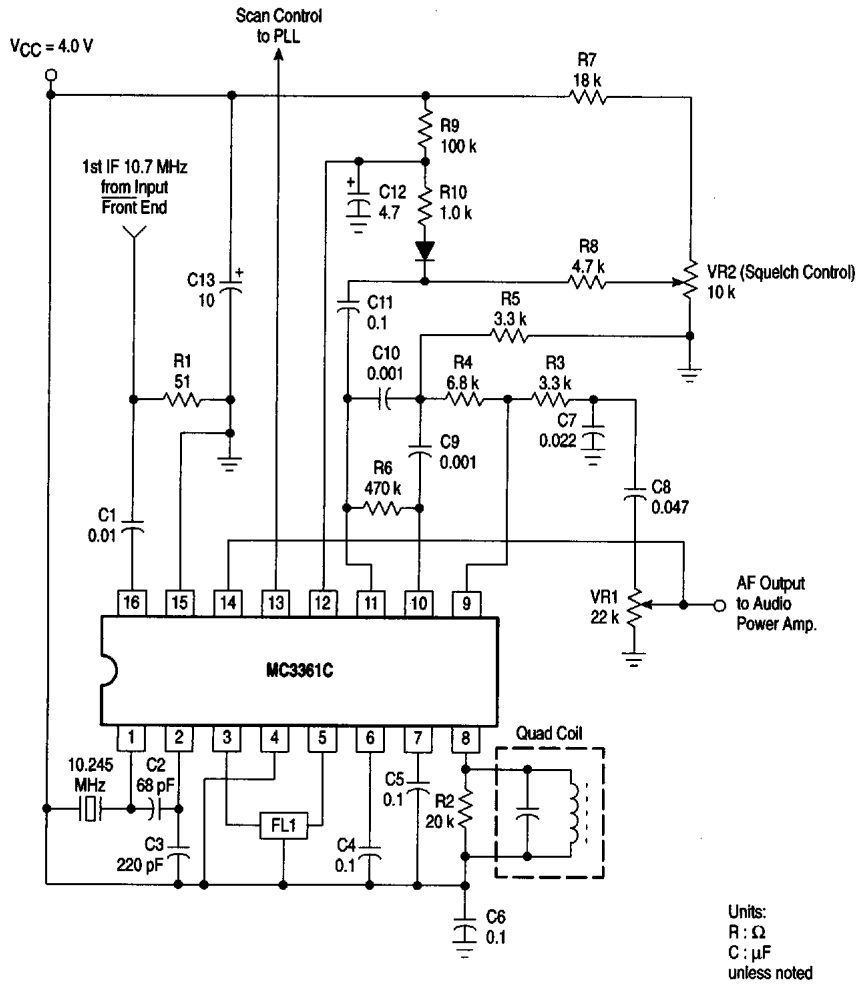 Scan Control
to PLL
VCC = 4.0 V
R7
18 k
R9
100 k
1st IF 10.7 MHz
from Input
Front End
+
C12
4.7
R10
1.0 k
R8
4.7 k
VR2 (Squelch Control)
10 k
C13
10
+
C11
0.1
R5
3.3 k
C10
0.001
R1
51
R4
6.8 k
R3
3.3 k
C7
0.022
C9
0.001
R6
470 k
C8
0.047
C1
0.01
AF Output
to Audio
Power Amp.
VR1
22 k
16
15
14
13
12
11
10
9
MC3361C
1
2
3
4
5
6
7
8
Quad Coil
10.245
MHz
C2
68 pF
C5
0.1
R2
20 k
FL1
C3
220 pF
C4
0.1
C6
0.1
Units:
R : Ω
C : µF
unless noted